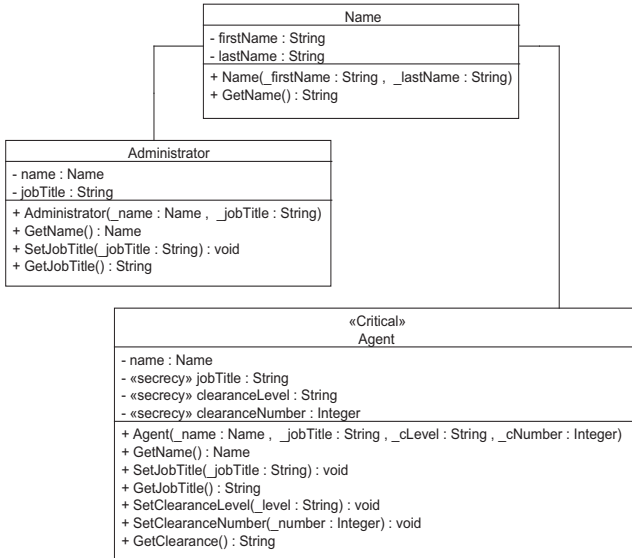 Name
- firstName : String
- lastName : String
+ Name(_firstName : String , _lastName : String)
+ GetName() : String
Administrator
- name : Name
- jobTitle : String
+ Administrator(_name : Name , _jobTitle : String)
+ GetName() : Name
+ SetJobTitle(_jobTitle : String) : void
+ GetJobTitle() : String
«Critical»
Agent
- name : Name
- «secrecy» jobTitle : String
- «secrecy» clearanceLevel : String
- «secrecy» clearanceNumber : Integer
+ Agent(_name : Name , _jobTitle : String , _cLevel : String , _cNumber : Integer)
+ GetName() : Name
+ SetJobTitle(_jobTitle : String) : void
+ GetJobTitle() : String
+ SetClearanceLevel(_level : String) : void
+ SetClearanceNumber(_number : Integer) : void
+ GetClearance() : String